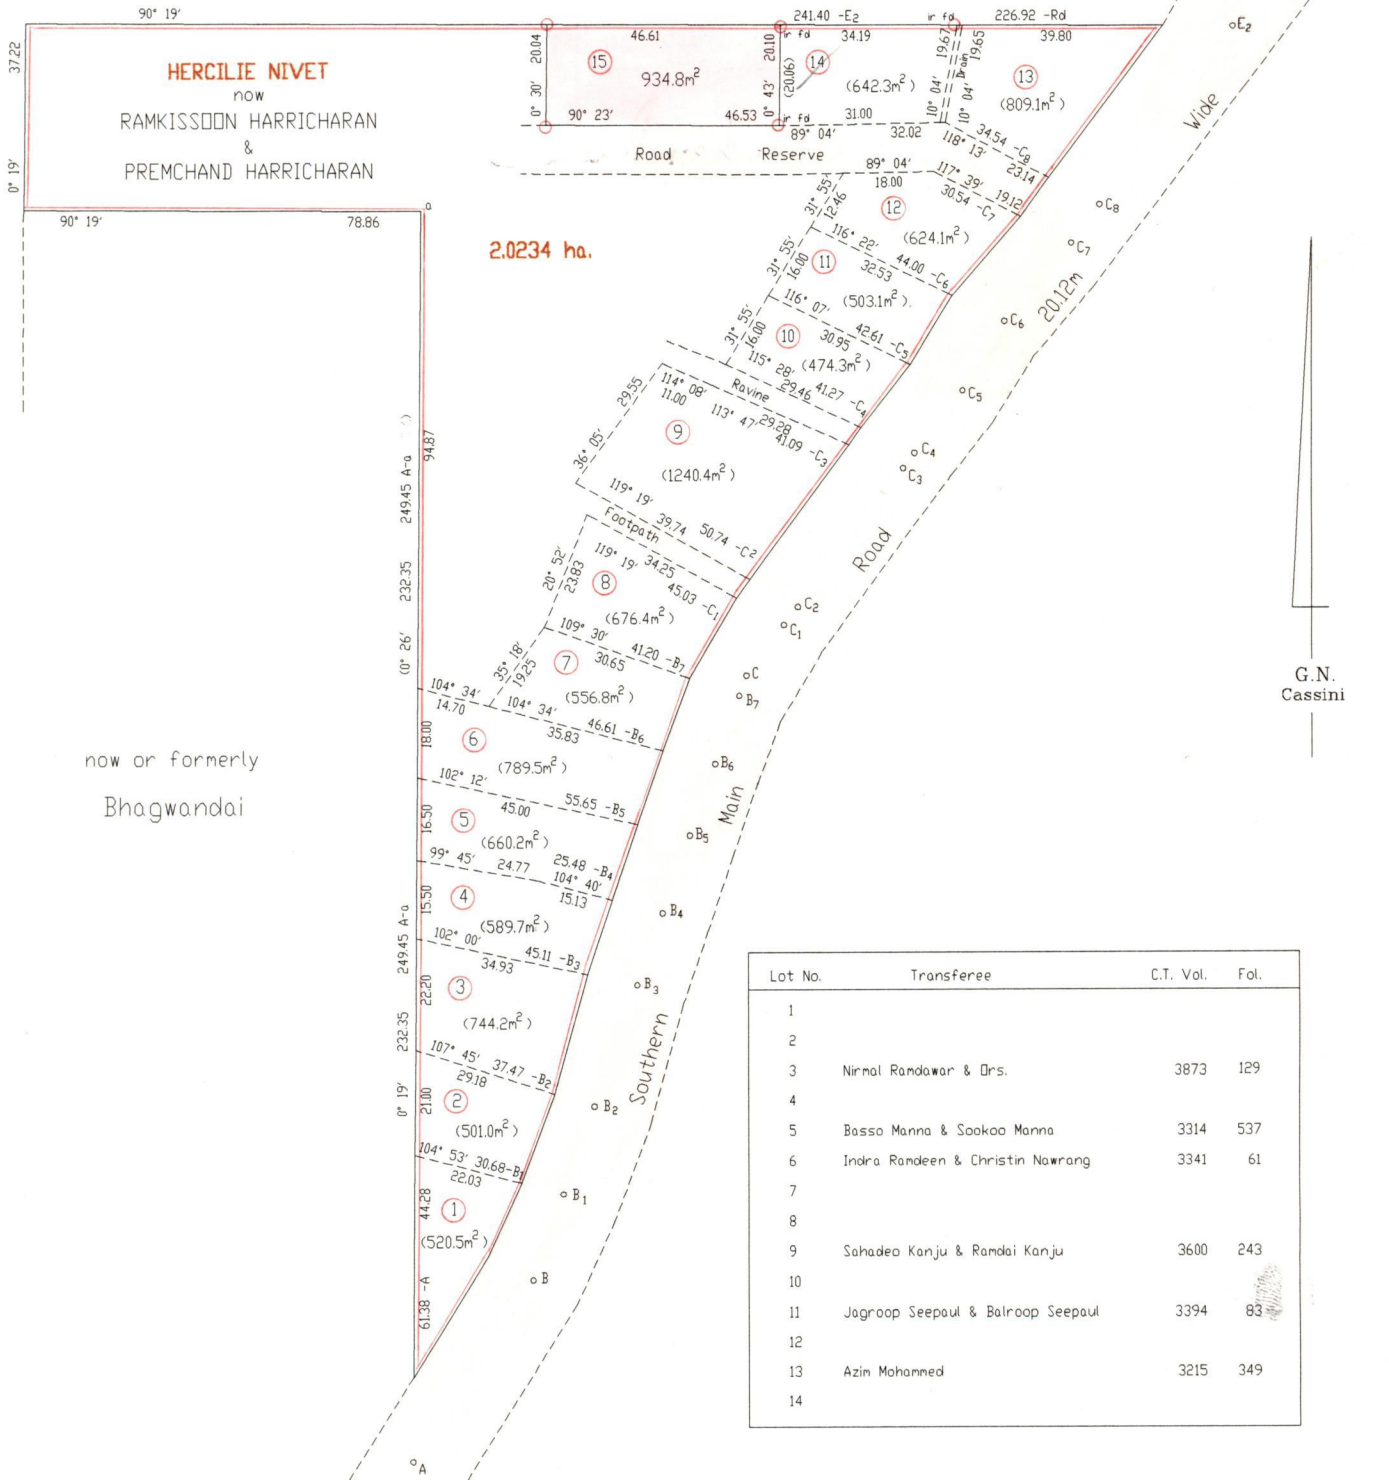 90° 19'
241.40 -E2
ir fd
226.92 -Rd
E2
37.22
0° 19'
HERCILIE NIVET
now
RAMKISSOON HARRICHARAN
&
PREMCHAND HARRICHARAN
90° 19'
78.86
a
46.61
20.04
0° 30'
15
934.8m2
90° 23'
46.53
20.10
(20.06)
0° 43'
ir fd
34.19
14
(642.3m2)
ir fd
31.00
89° 04'
32.02
19.67
10° 04'
Drain
19.65
10° 04'
39.80
13
(809.1m2)
34.54 -C8
118° 13'
23.14
Wide
Road Reserve
89° 04'
18.00
117° 39'
19.12
30.54 -C7
31° 55'
12.46
12
(624.1m2)
116° 22'
44.00 -C6
32.53
2.0234 ha.
31° 55'
16.00
11
(503.1m2)
116° 07'
42.61 -C5
30.95
31° 55'
16.00
10
(474.3m2)
115° 28'
41.27 -C4
29.46
Ravine
114° 08'
11.00
113° 47'
29.28
41.09 -C3
29.55
36° 05'
9
(1240.4m2)
119° 19'
39.74
50.74 -C2
Footpath
119° 19'
34.25
45.03 -C1
20° 52'
23.83
8
(676.4m2)
109° 30'
41.20 -B7
30.65
35° 18'
19.25
7
(556.8m2)
104° 34'
14.70
104° 34'
46.61 -B6
35.83
18.00
6
(789.5m2)
102° 12'
55.65 -B5
45.00
16.50
5
(660.2m2)
99° 45'
24.77
25.48 -B4
104° 40'
15.13
15.50
4
(589.7m2)
102° 00'
45.11 -B3
34.93
22.20
3
(744.2m2)
107° 45'
37.47 -B2
29.18
21.00
2
(501.0m2)
104° 53'
30.68-B1
22.03
44.28
1
(520.5m2)
61.38 -A
94.87
249.45 A-a
232.35
(0° 26'
249.45 A-a
232.35
0° 19'
now or formerly
Bhagwandai
C8
C7
20.12m
C6
C5
C4
C3
Road
C2
C1
C
B7
B6
Main
B5
B4
B3
Southern
B2
B1
B
A
G.N.
Cassini
Lot No. Transferee C.T. Vol. Fol.
1
2
3 Nirmal Ramdawar & Ors. 3873 129
4
5 Basso Manna & Sookoo Manna 3314 537
6 Indra Ramdeen & Christin Nawrang 3341 61
7
8
9 Sahadeo Kanju & Ramdai Kanju 3600 243
10
11 Jagroop Seepaul & Balroop Seepaul 3394 83
12
13 Azim Mohammed 3215 349
14